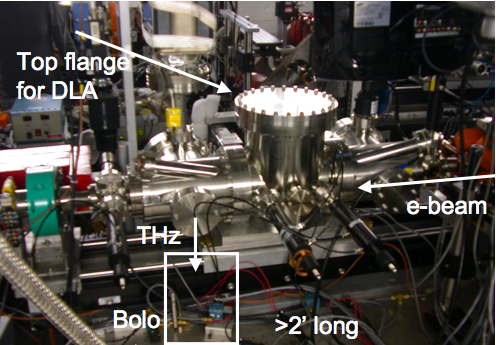 Top flange
for DLA
e-beam
THz
Bolo
>2' long